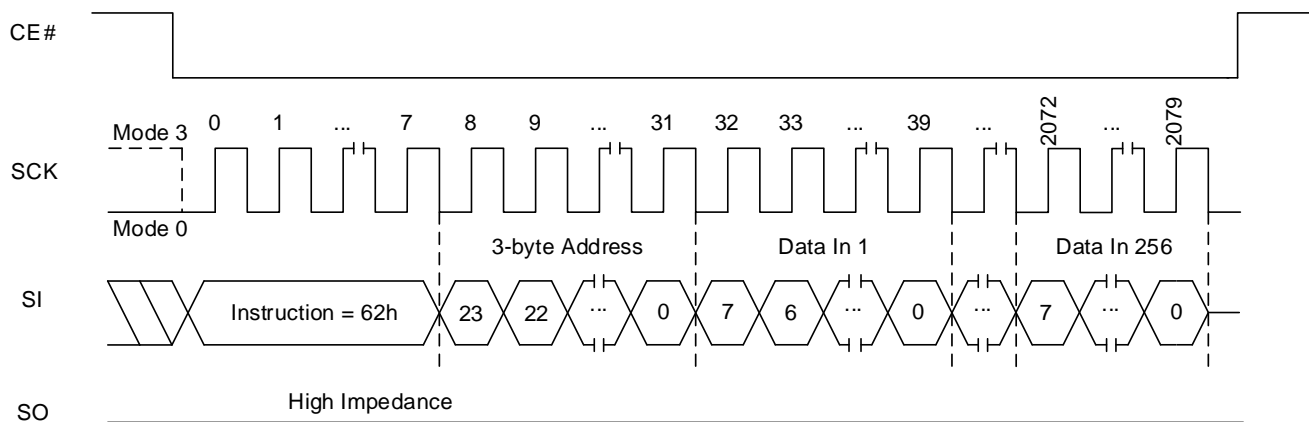 CE#
0 1 ... 7 8 9 ... 31 32 33 ... 39 ... 2072 ... 2079
Mode 3
SCK
Mode 0
3-byte Address Data In 1 Data In 256
SI Instruction = 62h 23 22 ... 0 7 6 ... 0 ... 7 ... 0
High Impedance
SO